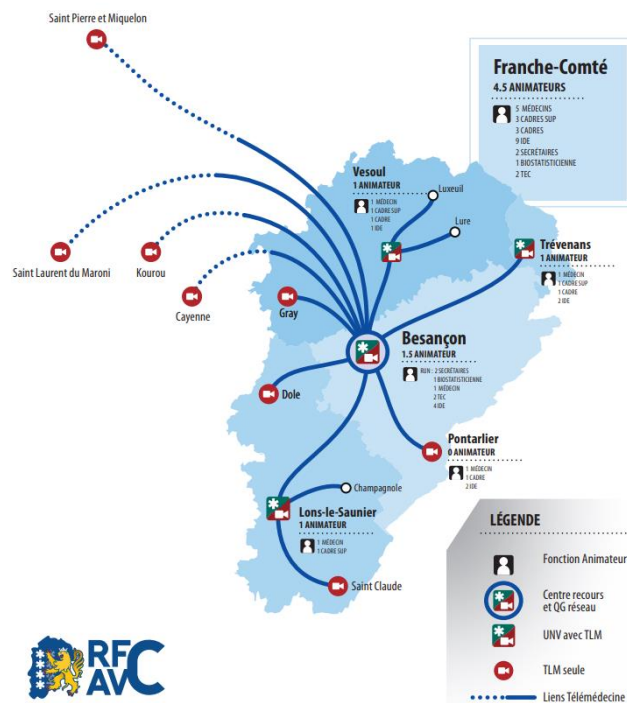 Saint Pierre et Miquelon
Franche-Comté
4.5 ANIMATEURS
5 MÉDECINS
3 CADRES SUP
3 CADRES
9 IDE
2 SECRÉTAIRES
1 BIOSTATISTICIENNE
2 TEC
Vesoul
1 ANIMATEUR
1 MÉDECIN
1 CADRE SUP
1 CADRE
1 IDE
Luxeuil
Lure
Trévenans
1 ANIMATEUR
1 MÉDECIN
1 CADRE SUP
1 CADRE
2 IDE
Saint Laurent du Maroni
Kourou
Cayenne
Gray
Besançon
1.5 ANIMATEUR
RUN : 2 SECRÉTAIRES
1 BIOSTATISTICIENNE
1 MÉDECIN
2 TEC
4 IDE
Dole
Pontarlier
0 ANIMATEUR
1 MÉDECIN
1 CADRE
2 IDE
Champagnole
Lons-le-Saunier
1 ANIMATEUR
1 MÉDECIN
1 CADRE SUP
Saint Claude
LÉGENDE
Fonction Animateur
Centre recours
et QG réseau
UNV avec TLM
TLM seule
Liens Télémédecine
RF
AVC